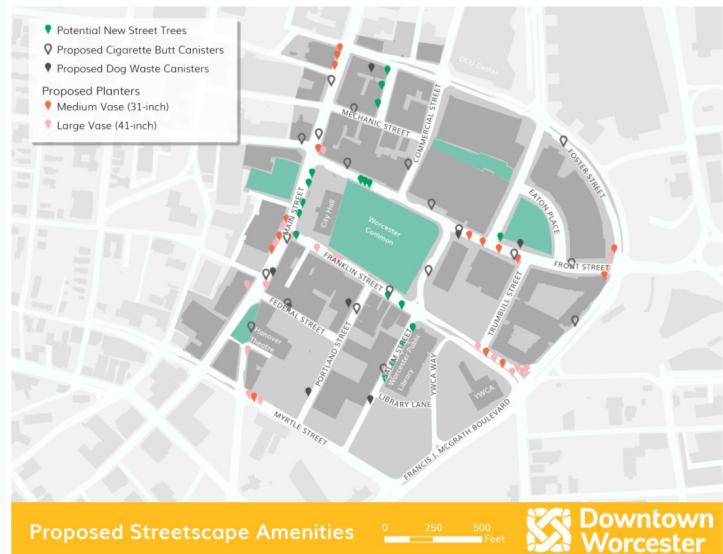 Potential New Street Trees
Proposed Cigarette Butt Canisters
Proposed Dog Waste Canisters
Proposed Planters
Medium Vase (31-inch)
Large Vase (41-inch)
DCU Center
MECHANIC STREET
COMMERCIAL STREET
FOSTER STREET
EATON PLACE
MAIN STREET
City Hall
Worcester
Common
FRANKLIN STREET
FRONT STREET
TRUMBULL STREET
FEDERAL STREET
Hanover
Theatre
PORTLAND STREET
SALEM STREET
Worcester Public
Library
LIBRARY LANE
YWCA WAY
YWCA
MYRTLE STREET
FRANCIS J. MCGRATH BOULEVARD
Proposed Streetscape Amenities
0 250 500
Feet
Downtown
Worcester